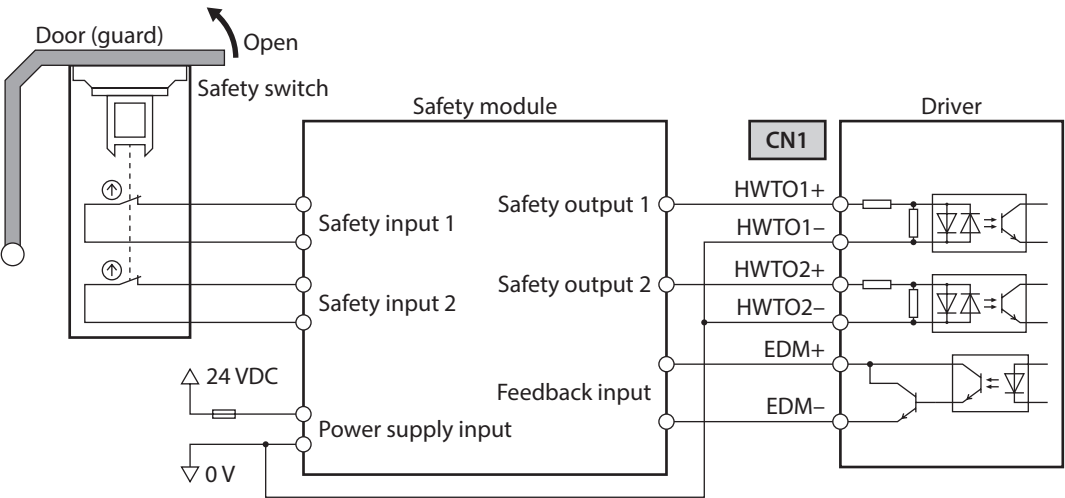 Door (guard)
Open
Safety switch
Safety module
Driver
CN1
HWTO1+
Safety output 1
Safety input 1
HWTO1−
HWTO2+
Safety output 2
Safety input 2
HWTO2−
EDM+
24 VDC
Feedback input
EDM−
Power supply input
0 V